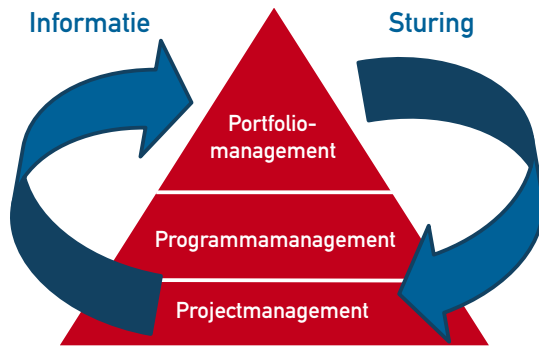 Informatie
Sturing
Portfolio-
management
Programmamanagement
Projectmanagement